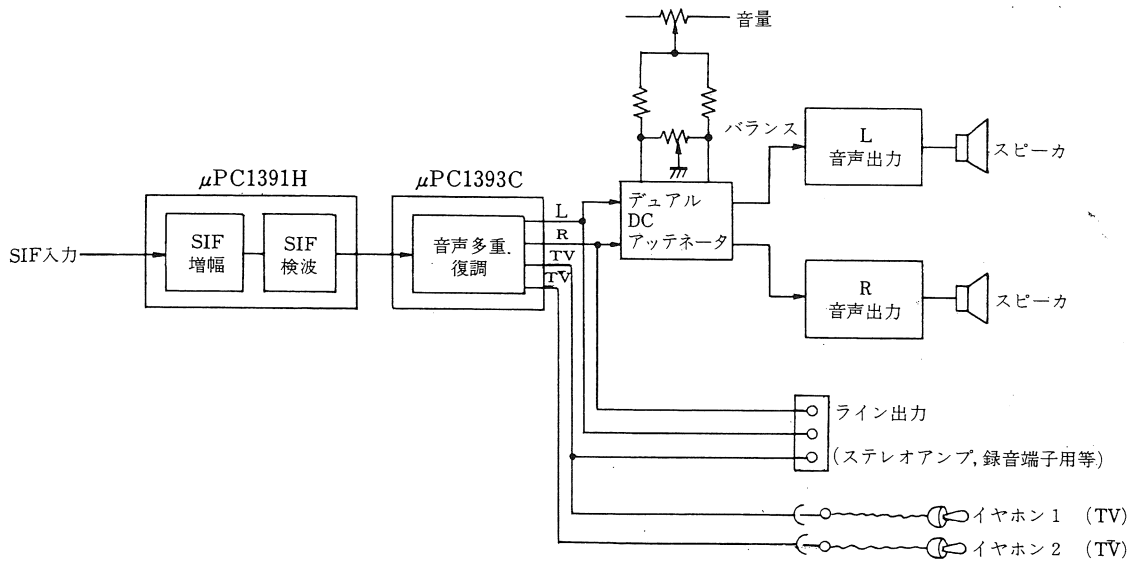 音量
バランス
L
音声出力
スピーカ
μPC1391H
μPC1393C
L
R
TV
T̅V̅
デュアル
DC
アッテネータ
SIF入力
SIF
増幅
SIF
検波
音声多重
復調
R
音声出力
スピーカ
ライン出力
(ステレオアンプ,録音端子用等)
イヤホン1 (TV)
イヤホン2 (T̅V̅)